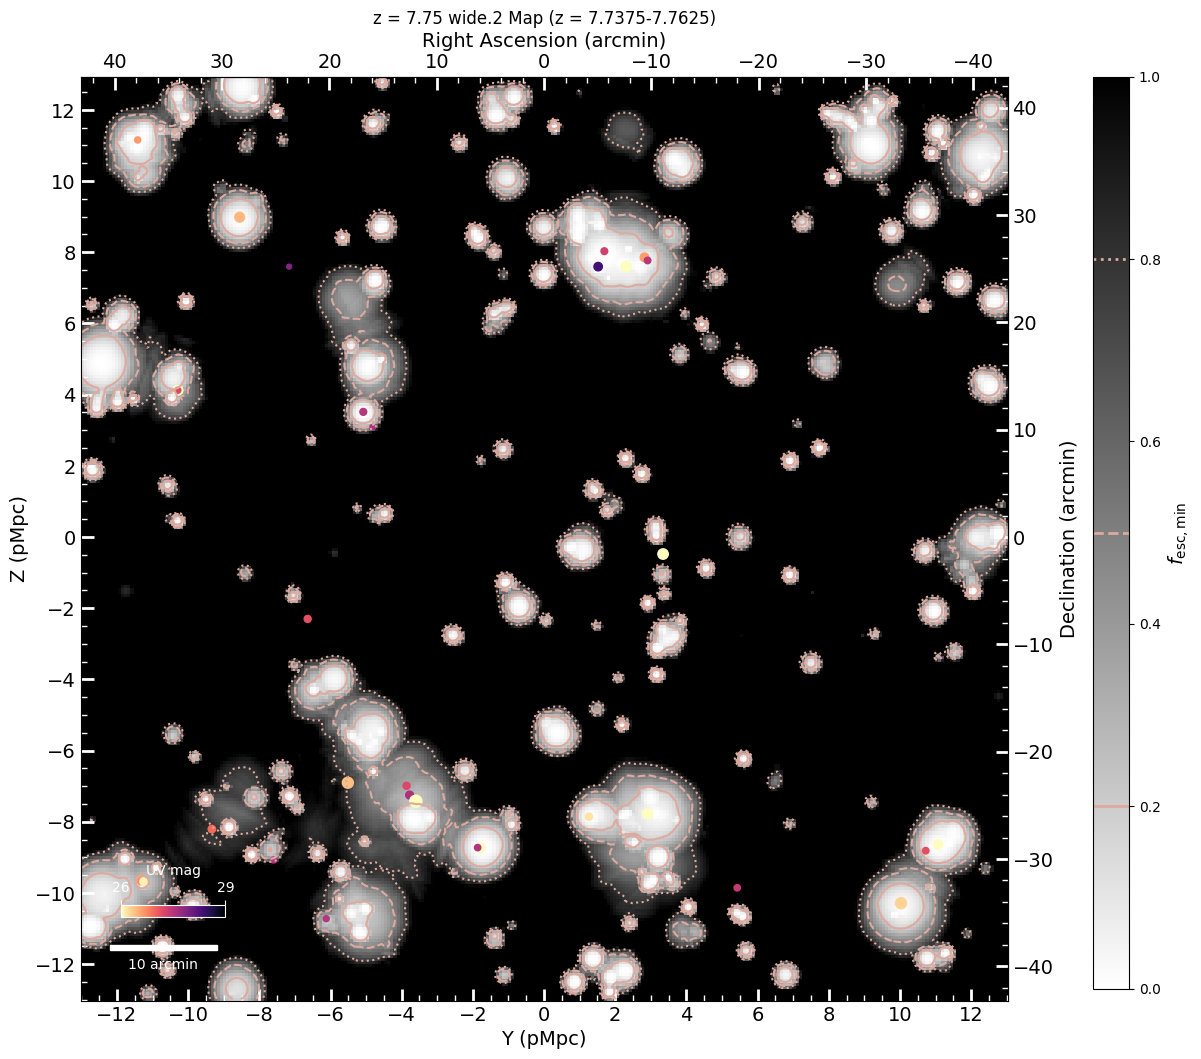 z = 7.75 wide.2 Map (z = 7.7375-7.7625)
Right Ascension (arcmin)
40 30 20 10 0 −10 −20 −30 −40
12
10
8
6
4
2
0
−2
−4
−6
−8
−10
−12
Z (pMpc)
−12 −10 −8 −6 −4 −2 0 2 4 6 8 10 12
Y (pMpc)
UV mag
26 29
10 arcmin
40
30
20
10
0
−10
−20
−30
−40
Declination (arcmin)
1.0
0.8
0.6
0.4
0.2
0.0
fesc, min